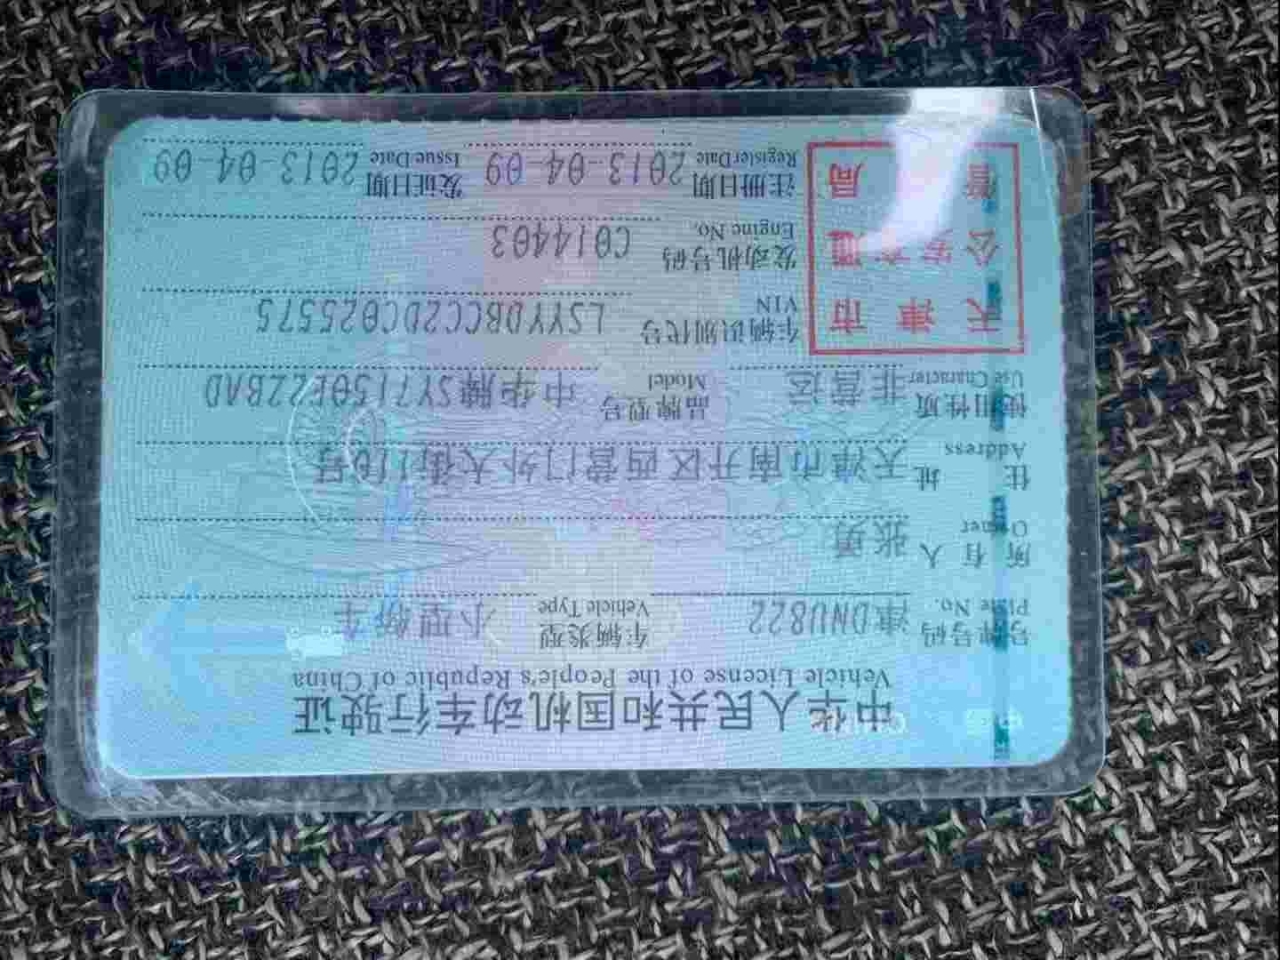 中华人民共和国机动车行驶证
Vehicle License of the People's Republic of China
号牌号码 津DNU822 车辆类型 小型轿车
Plate No. Vehicle Type
所有人 张勇
Owner
住址 天津市南开区西营门外大街110号
Address
使用性质 非营运 品牌型号 中华牌SY7150E2ZBAD
Use Character Model
天津市
公安交通
管 局
车辆识别代号 LSYYDBCC2DC025575
VIN
发动机号码 C014403
Engine No.
注册日期 2013-04-09 发证日期 2013-04-09
Register Date Issue Date